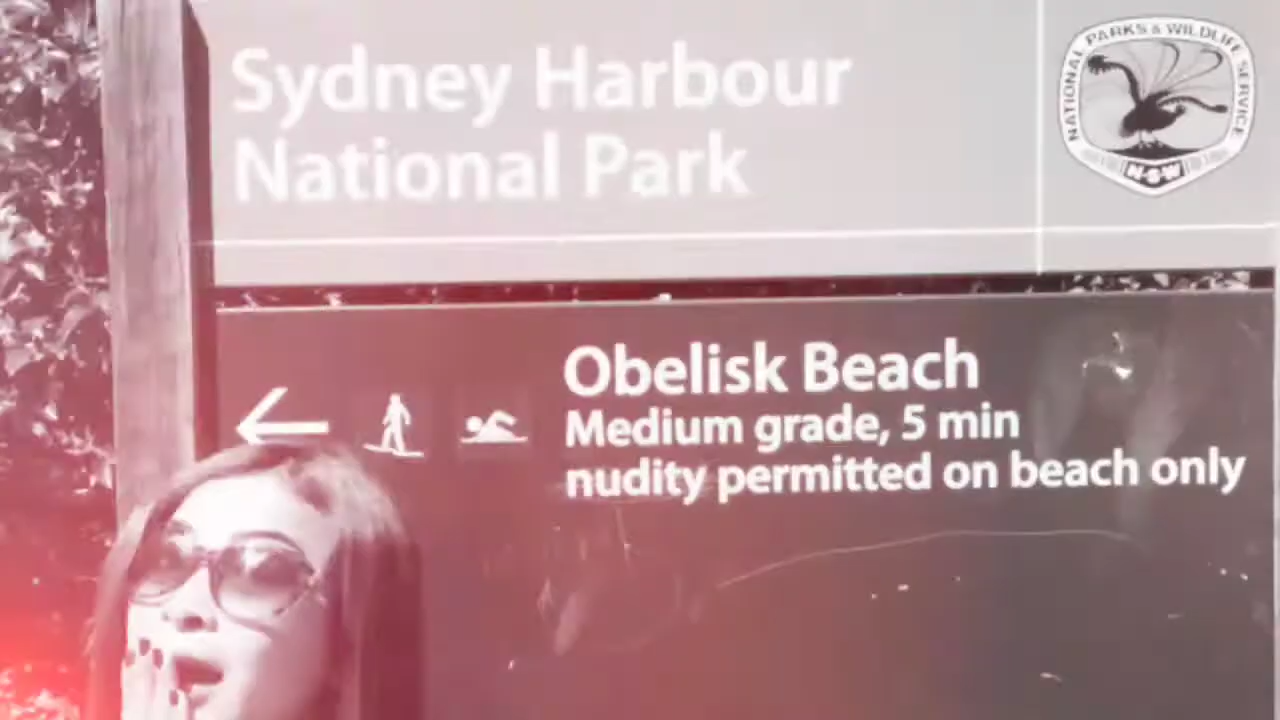 Sydney Harbour
National Park
NATIONAL PARKS & WILDLIFE SERVICE
NSW
Obelisk Beach
Medium grade, 5 min
nudity permitted on beach only